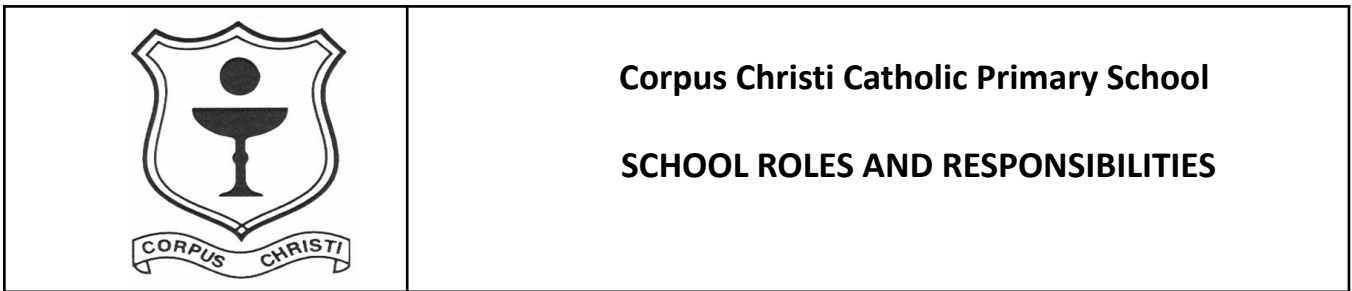 CORPUS CHRISTI
Corpus Christi Catholic Primary School
SCHOOL ROLES AND RESPONSIBILITIES